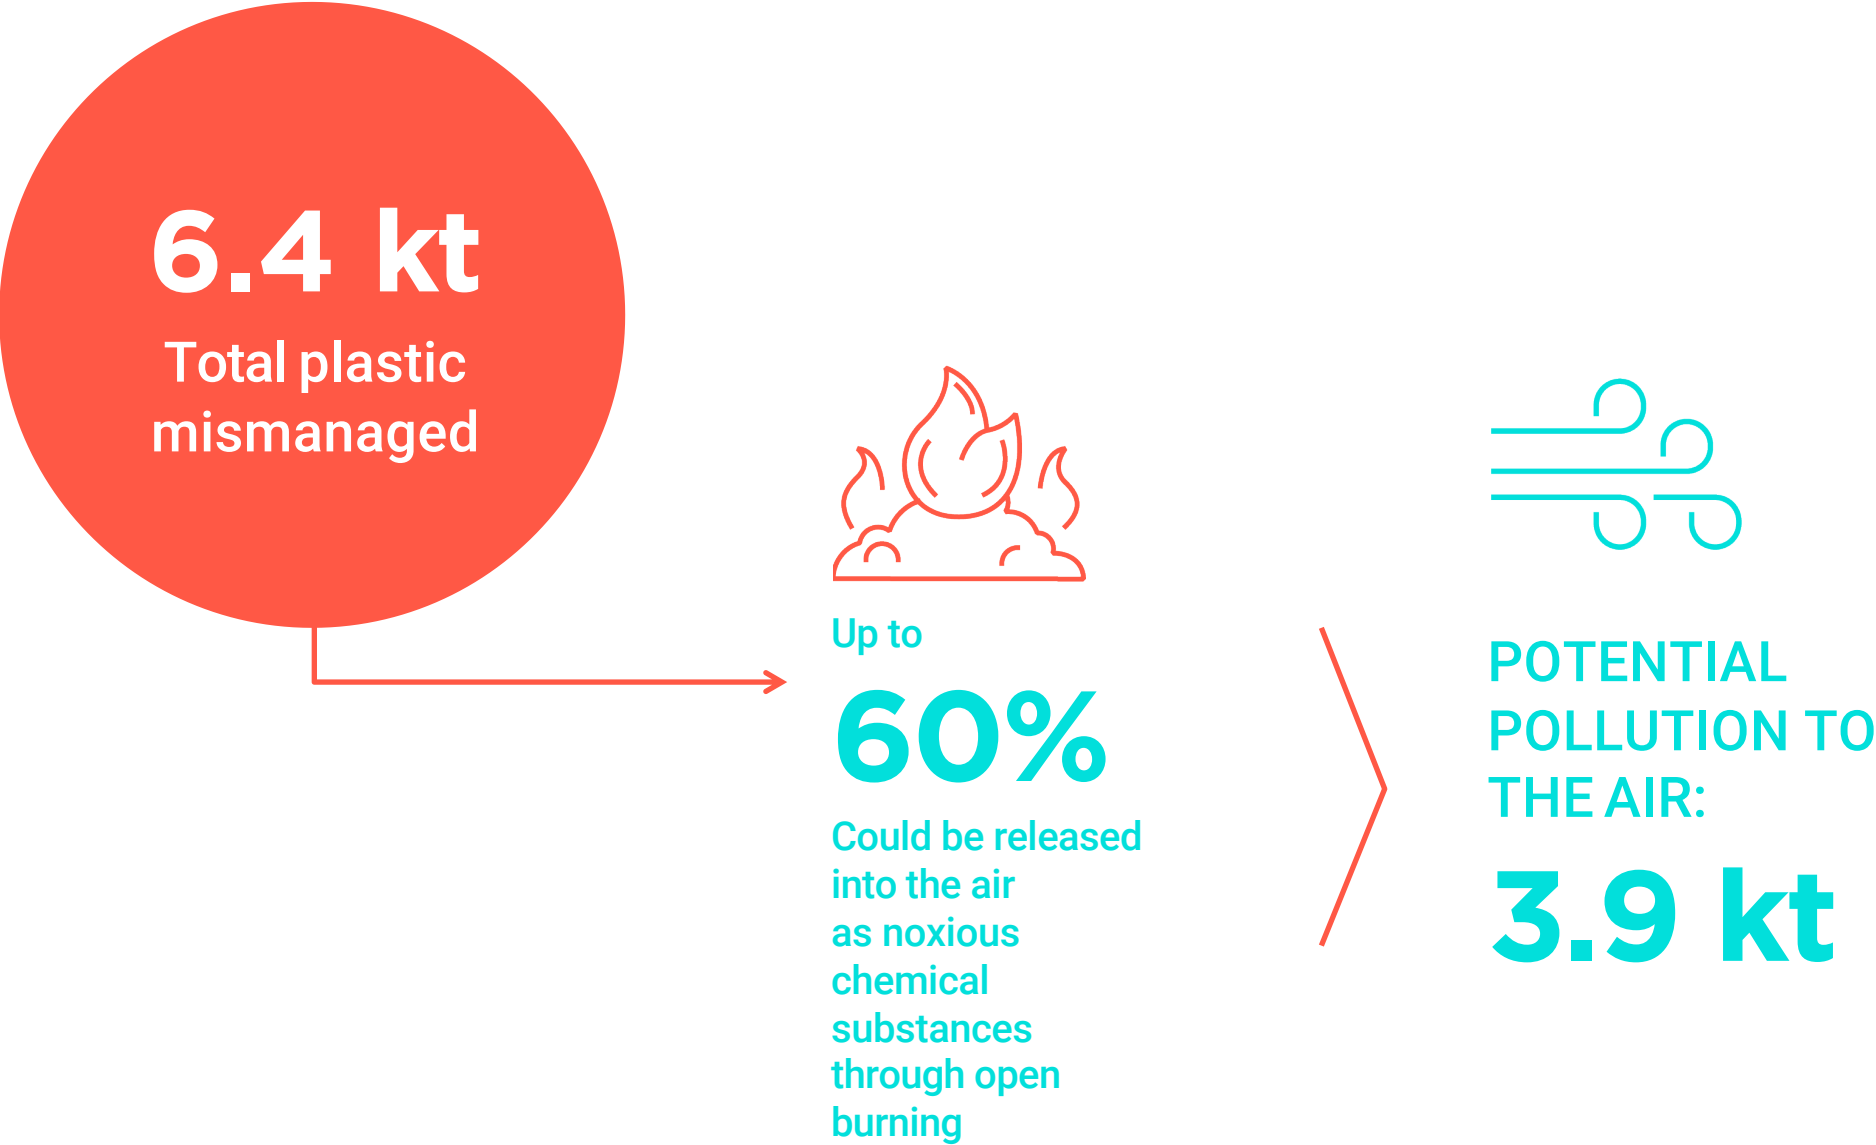 6.4 kt
Total plastic
mismanaged
Up to
60%
Could be released
into the air
as noxious
chemical
substances
through open
burning
POTENTIAL
POLLUTION TO
THE AIR:
3.9 kt